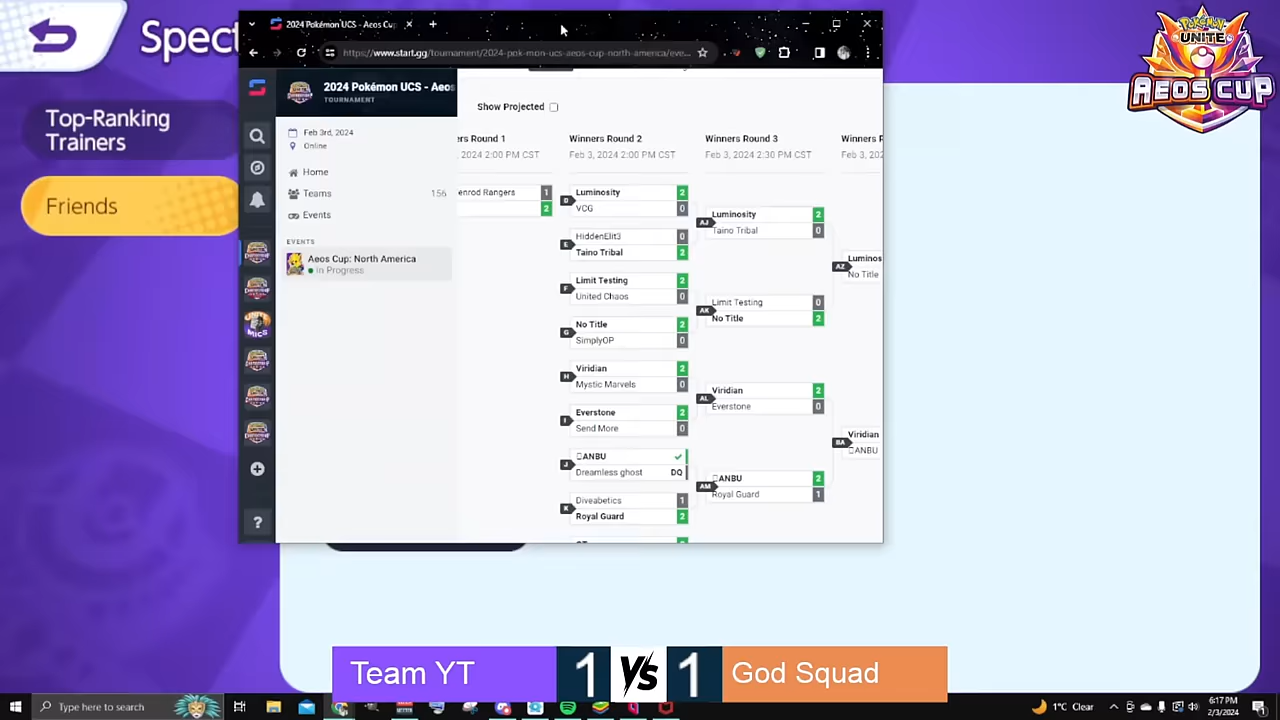 Spect
Top-Ranking
Trainers
Friends
2024 Pokémon UCS - Aeos Cu
https://www.start.gg/tournament/2024-pok-mon-ucs-aeos-cup-north-america/eve...
2024 Pokémon UCS - Aeos
TOURNAMENT
Feb 3rd, 2024
Online
Home
Teams 156
Events
EVENTS
Aeos Cup: North America
In Progress
Show Projected
ers Round 1
, 2024 2:00 PM CST
enrod Rangers 1
2
Winners Round 2
Feb 3, 2024 2:00 PM CST
D
Luminosity 2
VCG 0
E
HiddenElit3 0
Taino Tribal 2
F
Limit Testing 2
United Chaos 0
G
No Title 2
SimplyOP 0
H
Viridian 2
Mystic Marvels 0
I
Everstone 2
Send More 0
J
ANBU ✓
Dreamless ghost DQ
K
Diveabetics 1
Royal Guard 2
Winners Round 3
Feb 3, 2024 2:30 PM CST
AJ
Luminosity 2
Taino Tribal 0
AK
Limit Testing 0
No Title 2
AL
Viridian 2
Everstone 0
AM
ANBU 2
Royal Guard 1
Winners R
Feb 3, 202
AZ
Luminos
No Title
BA
Viridian
ANBU
POKÉMON
UNITE
AEOS CUP
Team YT 1 VS 1 God Squad
Type here to search
1°C Clear
6:17 PM
2/3/2024